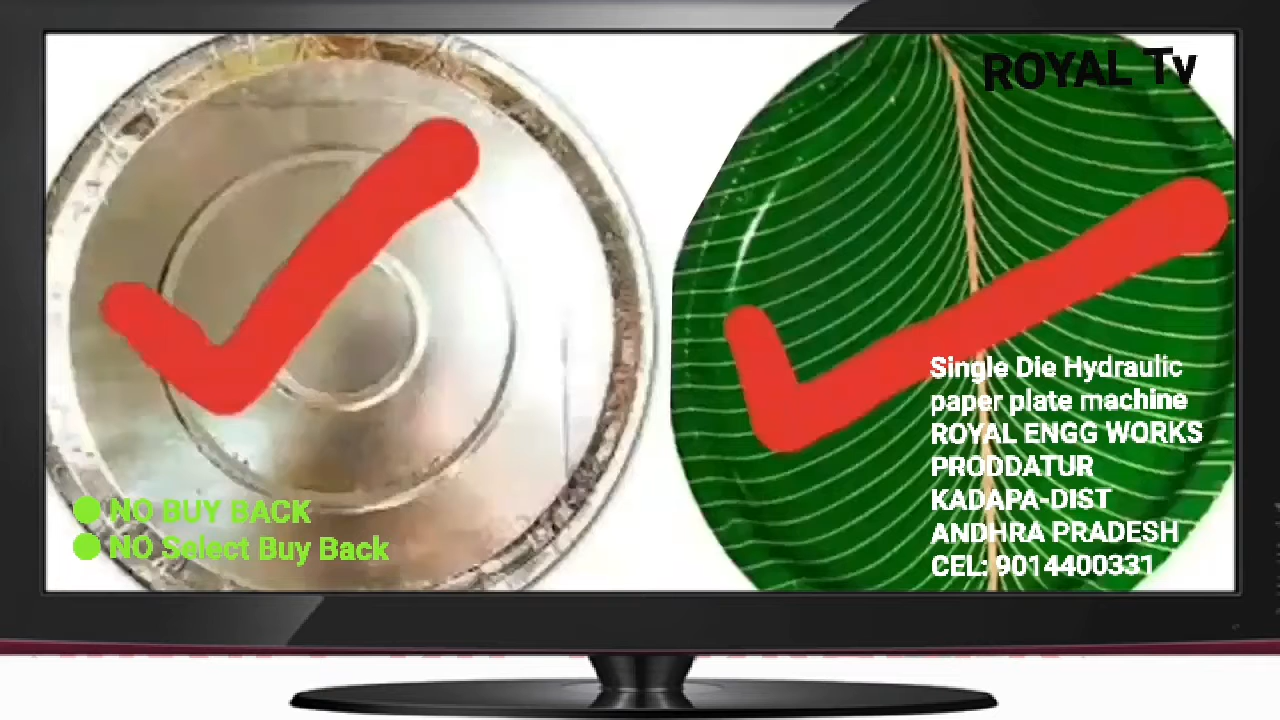 ROYAL Tv
Single Die Hydraulic
paper plate machine
ROYAL ENGG WORKS
PRODDATUR
KADAPA-DIST
ANDHRA PRADESH
CEL: 9014400331
NO BUY BACK
NO Select Buy Back